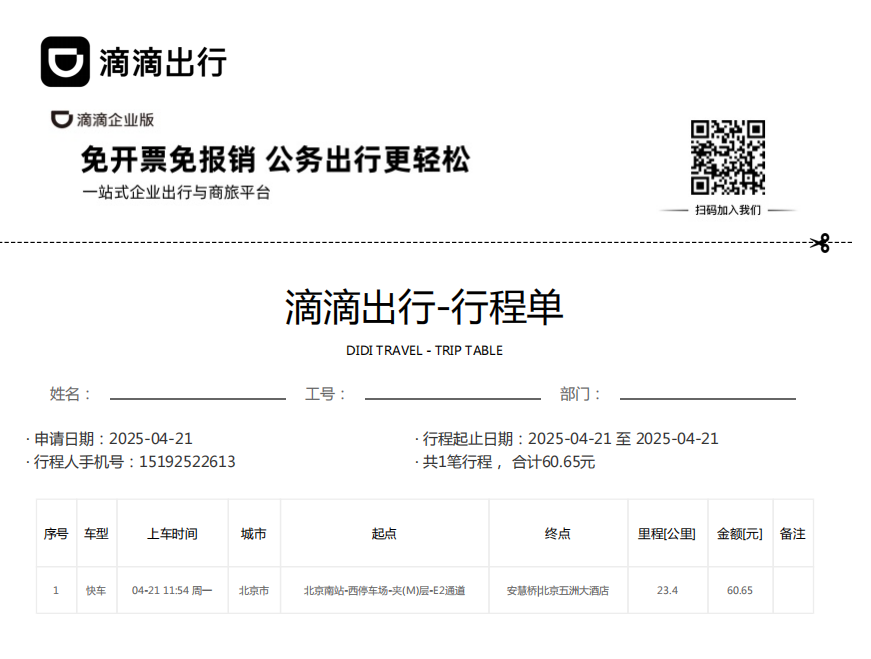 滴滴出行
滴滴企业版
免开票免报销 公务出行更轻松
一站式企业出行与商旅平台
扫码加入我们
滴滴出行-行程单
DIDI TRAVEL - TRIP TABLE
姓名： 工号： 部门：
· 申请日期：2025-04-21 · 行程起止日期：2025-04-21 至 2025-04-21
· 行程人手机号：15192522613 · 共1笔行程， 合计60.65元
序号 车型 上车时间 城市 起点 终点 里程[公里] 金额[元] 备注
1 快车 04-21 11:54 周一 北京市 北京南站-西停车场-夹(M)层-E2通道 安慧桥|北京五洲大酒店 23.4 60.65